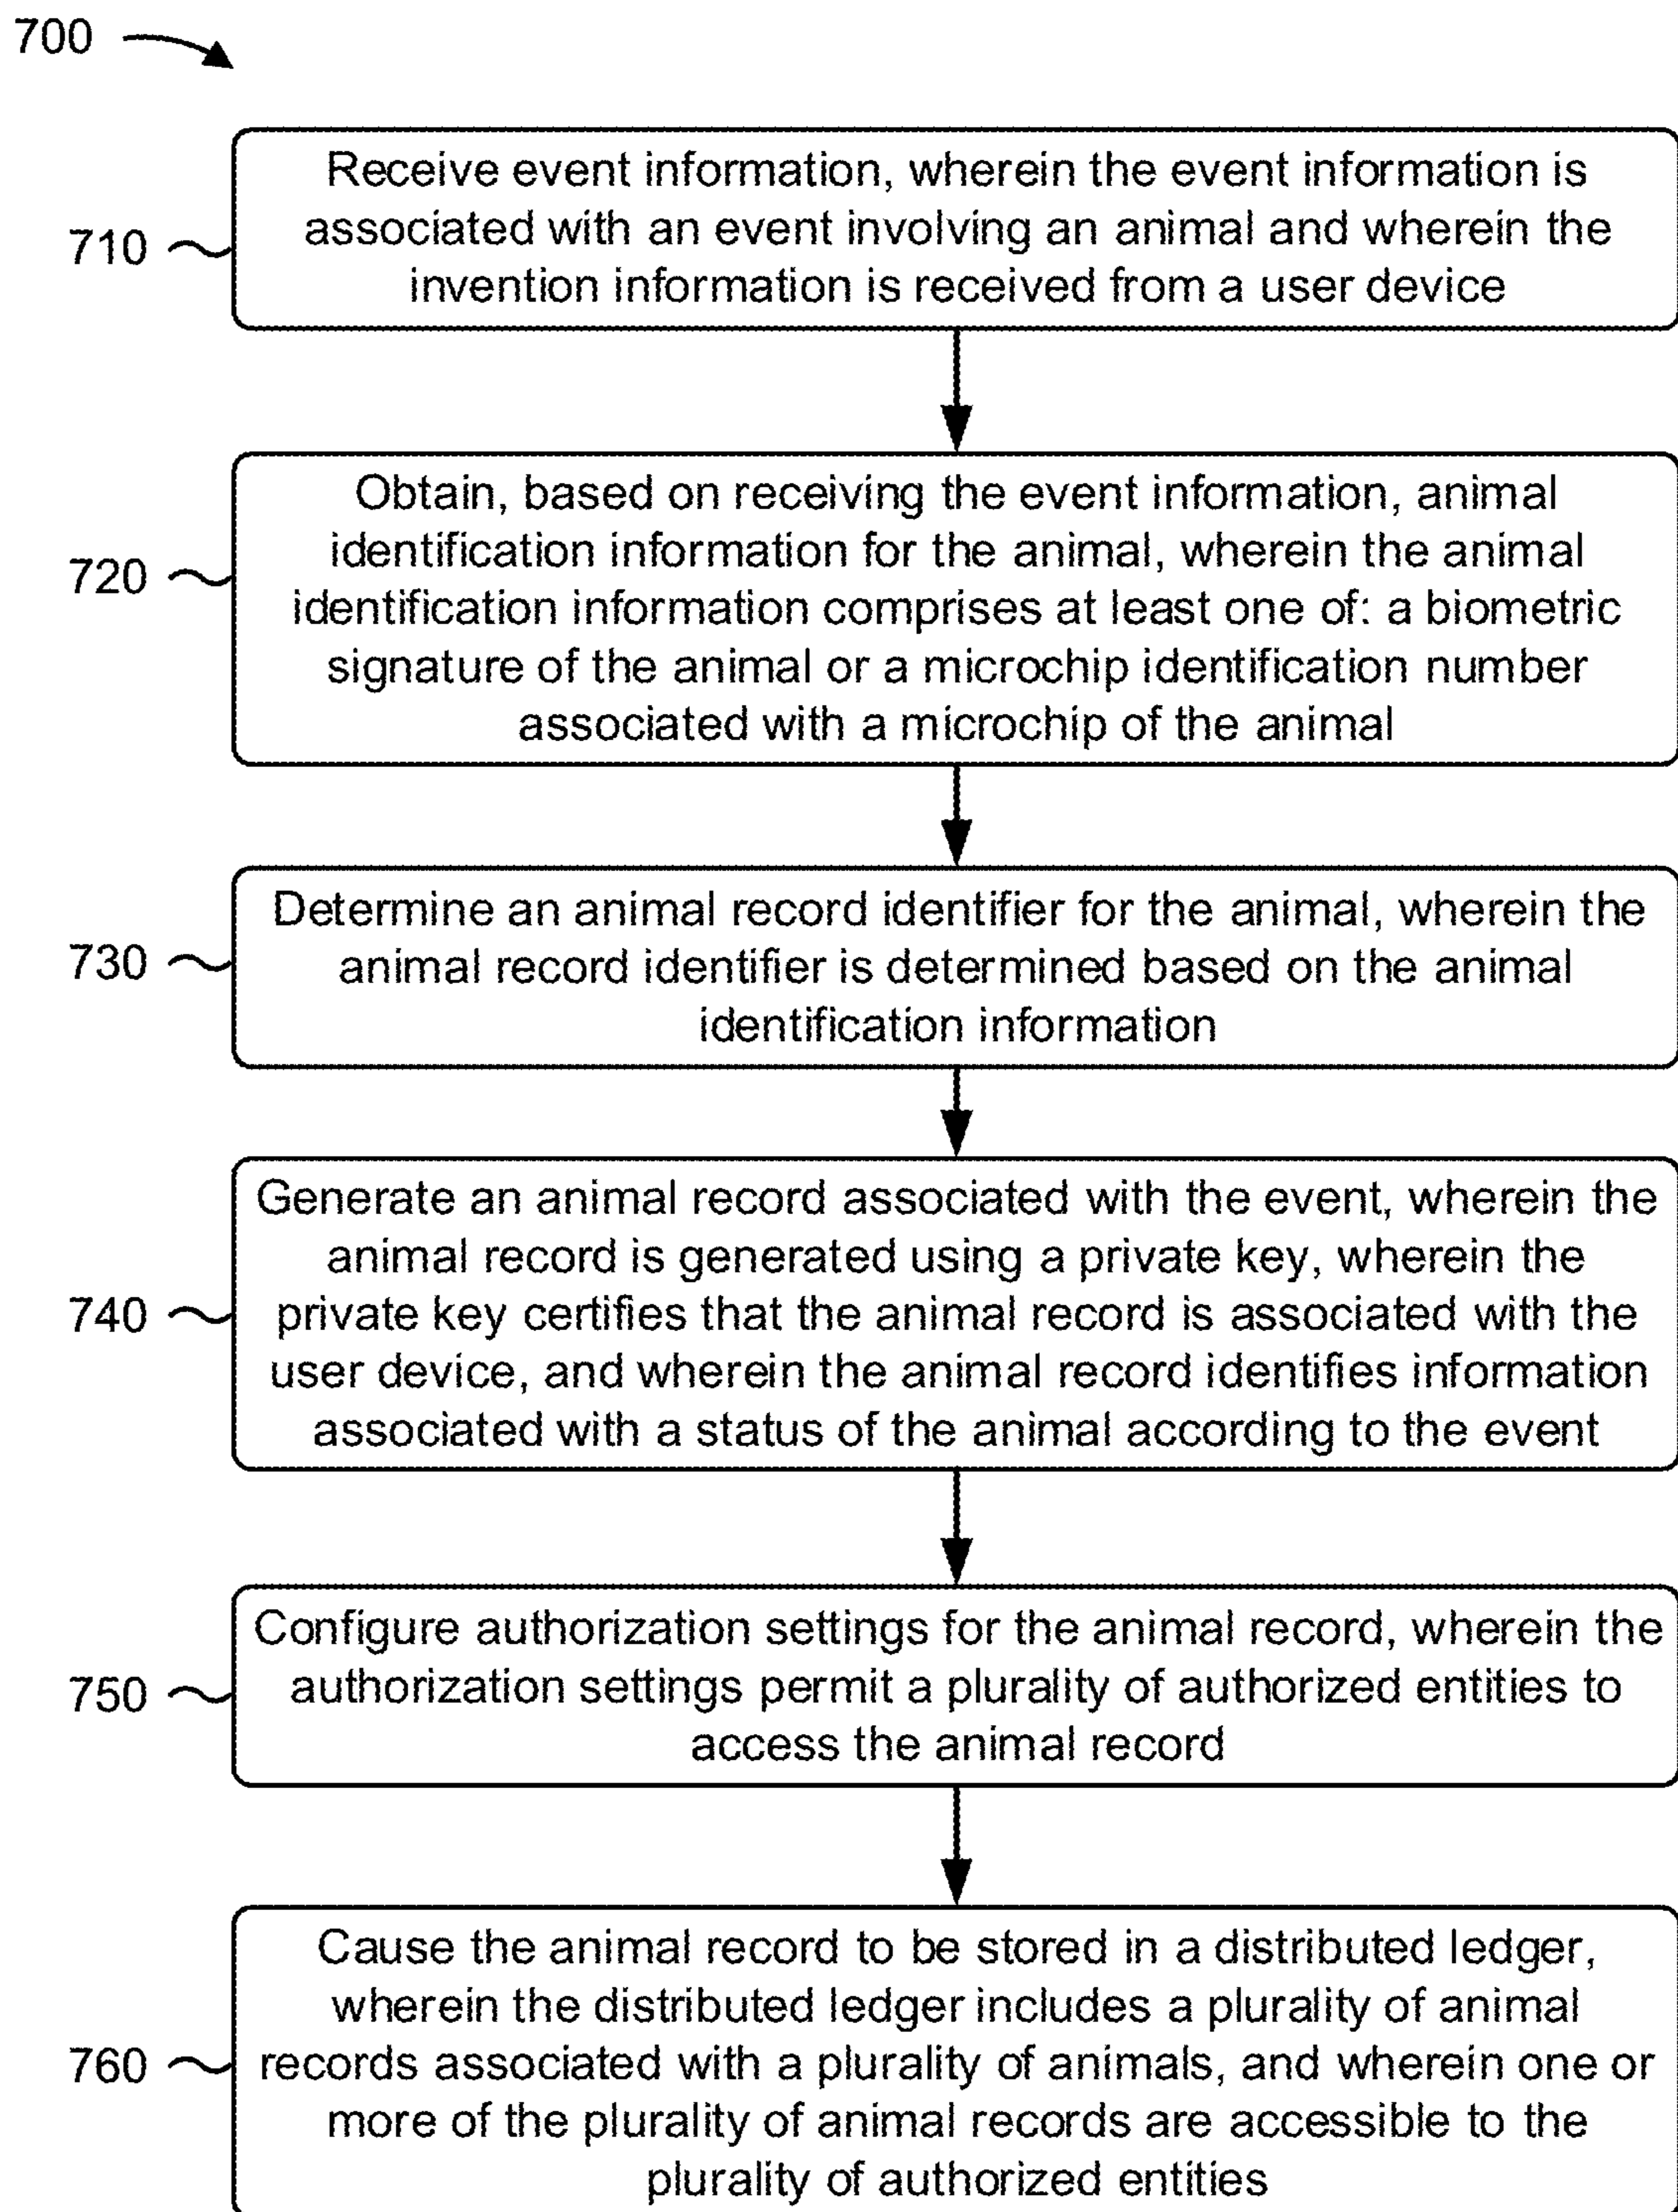 700
Receive event information, wherein the event information is
associated with an event involving an animal and wherein the
invention information is received from a user device
710
Obtain, based on receiving the event information, animal
identification information for the animal, wherein the animal
identification information comprises at least one of: a biometric
signature of the animal or a microchip identification number
associated with a microchip of the animal
720
Determine an animal record identifier for the animal, wherein the
animal record identifier is determined based on the animal
identification information
730
Generate an animal record associated with the event, wherein the
animal record is generated using a private key, wherein the
private key certifies that the animal record is associated with the
user device, and wherein the animal record identifies information
associated with a status of the animal according to the event
740
Configure authorization settings for the animal record, wherein the
authorization settings permit a plurality of authorized entities to
access the animal record
750
Cause the animal record to be stored in a distributed ledger,
wherein the distributed ledger includes a plurality of animal
records associated with a plurality of animals, and wherein one or
more of the plurality of animal records are accessible to the
plurality of authorized entities
760